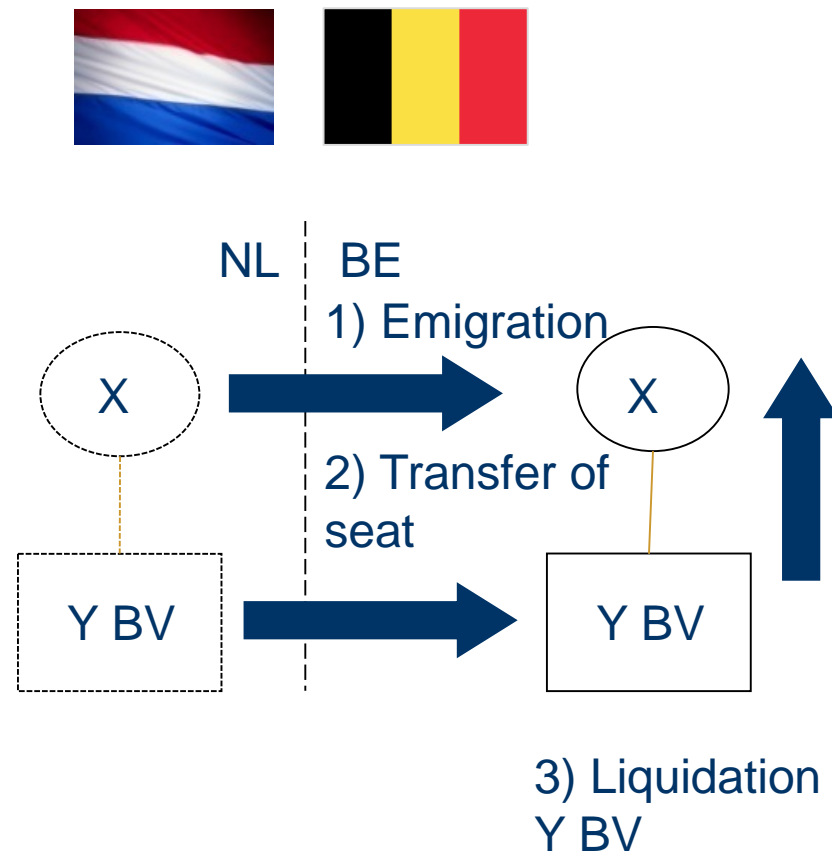 NL
BE
1) Emigration
X
X
2) Transfer of
seat
Y BV
Y BV
3) Liquidation
Y BV